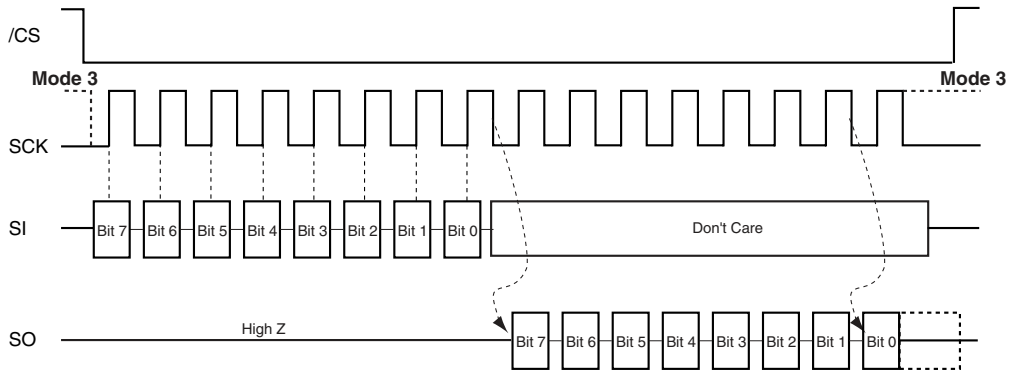 /CS
Mode 3
Mode 3
SCK
SI
Bit 7 Bit 6 Bit 5 Bit 4 Bit 3 Bit 2 Bit 1 Bit 0
Don't Care
High Z
SO
Bit 7 Bit 6 Bit 5 Bit 4 Bit 3 Bit 2 Bit 1 Bit 0